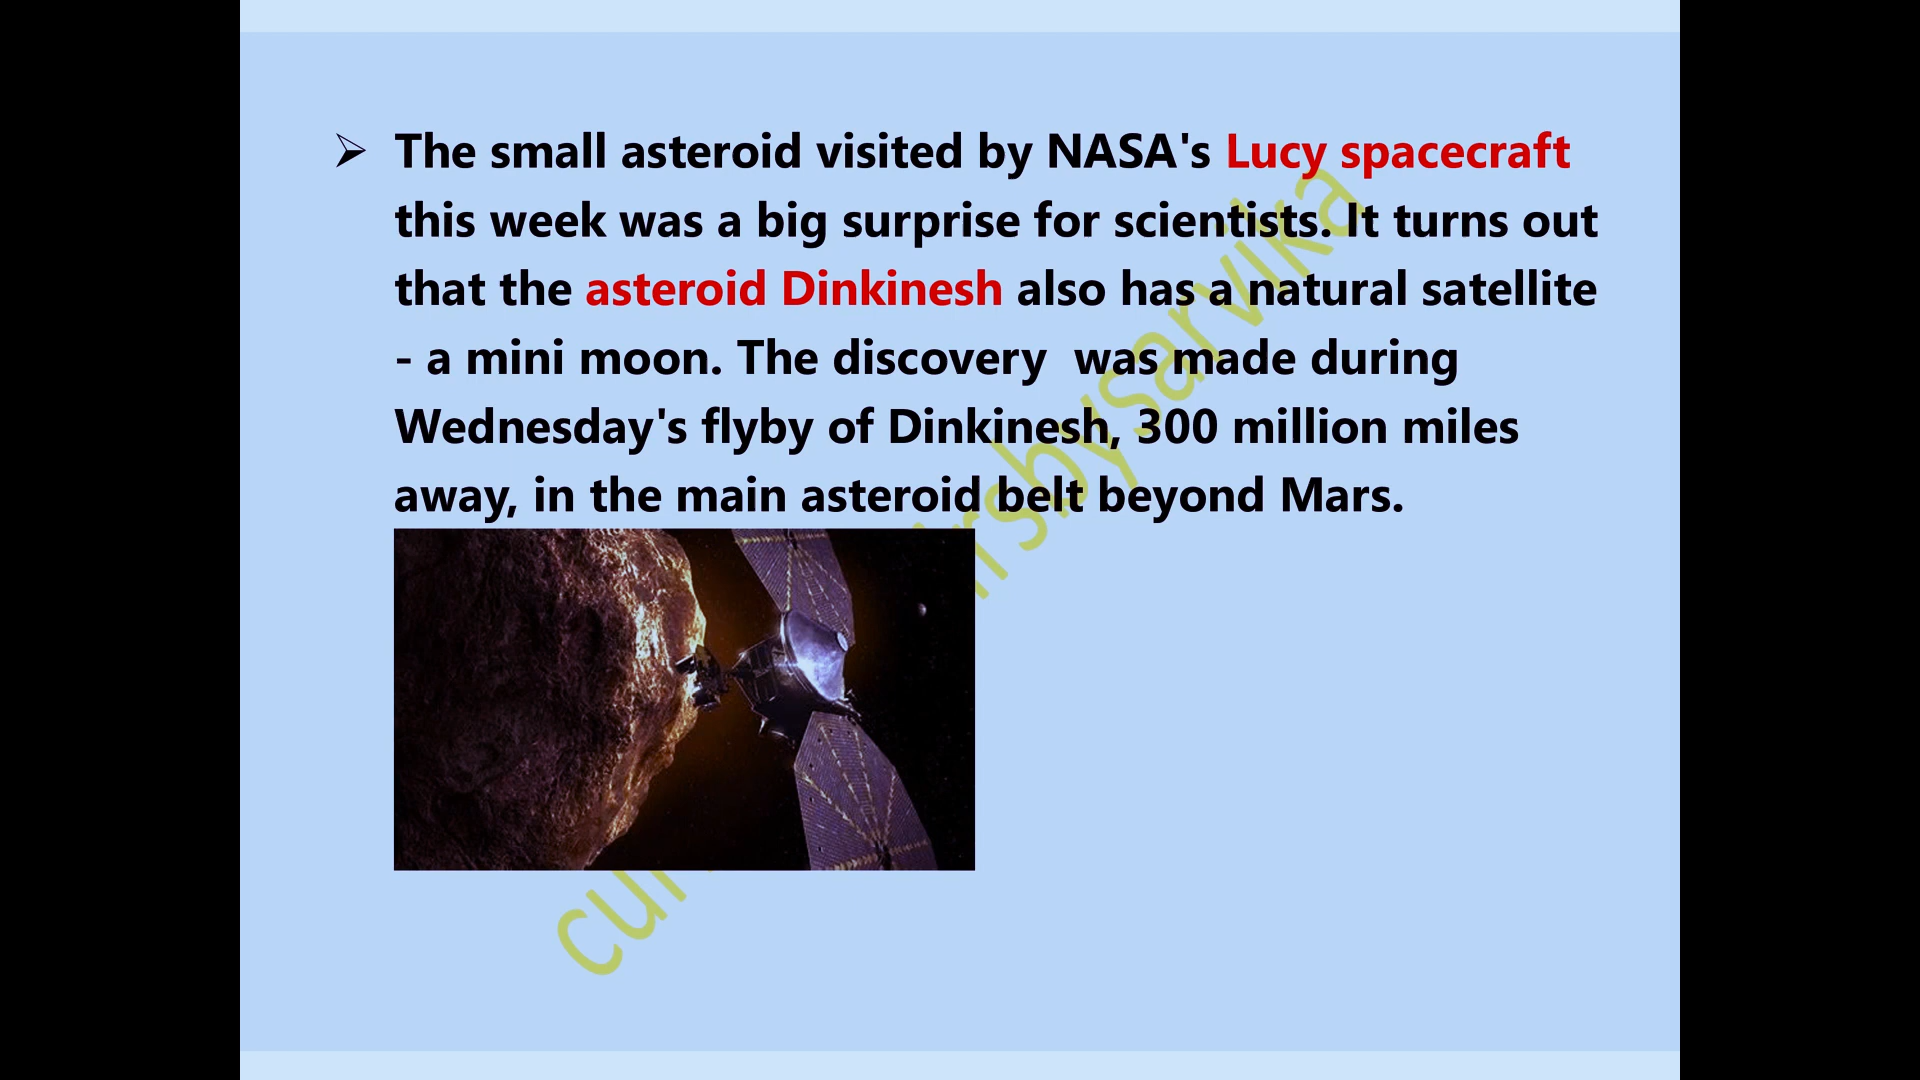 ➢ The small asteroid visited by NASA's Lucy spacecraft
this week was a big surprise for scientists. It turns out
that the asteroid Dinkinesh also has a natural satellite
- a mini moon. The discovery  was made during
Wednesday's flyby of Dinkinesh, 300 million miles
away, in the main asteroid belt beyond Mars.